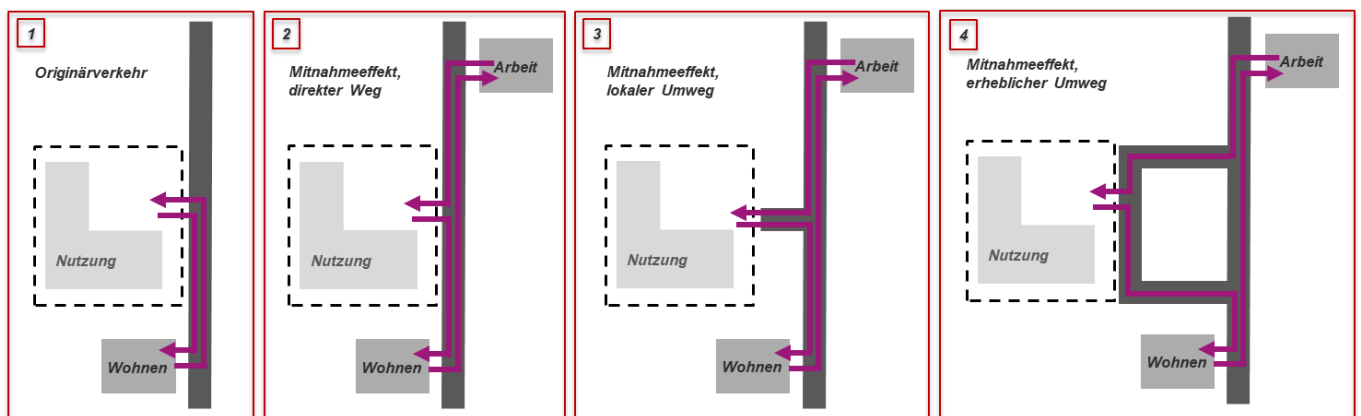 1
Originärverkehr
Nutzung
Wohnen
2
Mitnahmeeffekt,
direkter Weg
Arbeit
Nutzung
Wohnen
3
Mitnahmeeffekt,
lokaler Umweg
Arbeit
Nutzung
Wohnen
4
Mitnahmeeffekt,
erheblicher Umweg
Arbeit
Nutzung
Wohnen